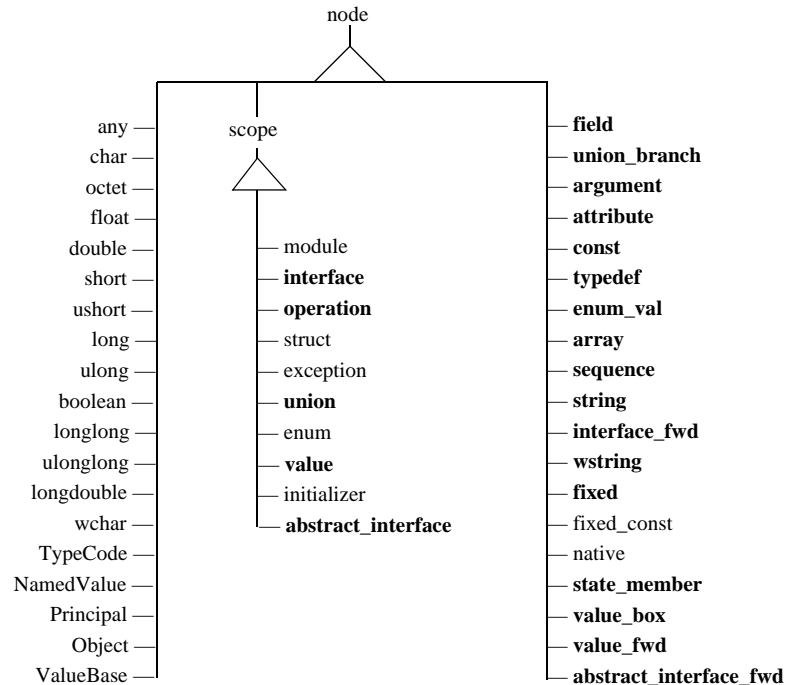 node
scope
any
char
octet
float
double
short
ushort
long
ulong
boolean
longlong
ulonglong
longdouble
wchar
TypeCode
NamedValue
Principal
Object
ValueBase
module
interface
operation
struct
exception
union
enum
value
initializer
abstract_interface
field
union_branch
argument
attribute
const
typedef
enum_val
array
sequence
string
interface_fwd
wstring
fixed
fixed_const
native
state_member
value_box
value_fwd
abstract_interface_fwd